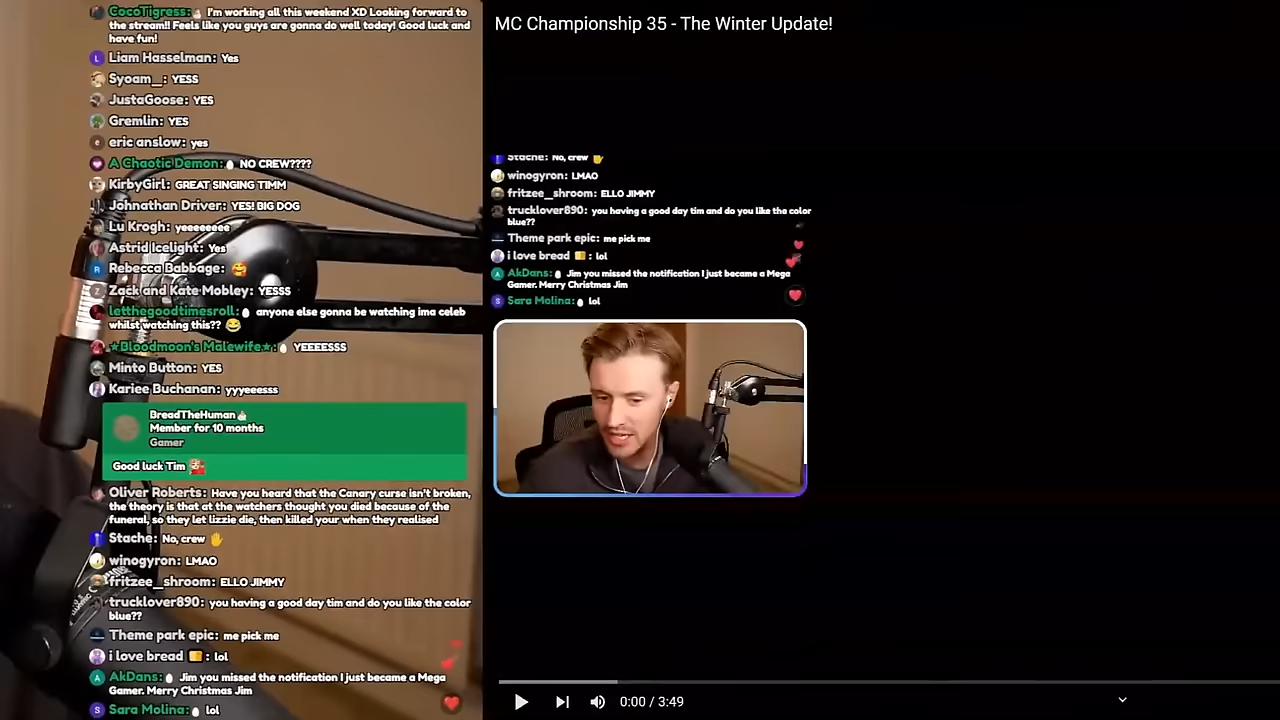 CocoTigress: I'm working all this weekend XD Looking forward to
the stream!! Feels like you guys are gonna do well today! Good luck and
have fun!
L Liam Hasselman: Yes
Syoam_: YESS
JustaGoose: YES
Gremlin: YES
e eric anslow: yes
A Chaotic Demon: NO CREW????
KirbyGirl: GREAT SINGING TIMM
Johnathan Driver: YES! BIG DOG
Lu Krogh: yeeeeeeee
Astrid Icelight: Yes
R Rebecca Babbage: 🥰
Z Zack and Kate Mobley: YESSS
letthegoodtimesroll: anyone else gonna be watching ima celeb
whilst watching this?? 😂
★Bloodmoon's Malewife★: YEEEESSS
Minto Button: YES
Kariee Buchanan: yyyeeesss
BreadTheHuman
Member for 10 months
Gamer
Good luck Tim
Oliver Roberts: Have you heard that the Canary curse isn't broken,
the theory is that at the watchers thought you died because of the
funeral, so they let lizzie die, then killed your when they realised
Stache: No, crew 🖐
winogyron: LMAO
fritzee_shroom: ELLO JIMMY
trucklover890: you having a good day tim and do you like the color
blue??
Theme park epic: me pick me
i love bread 🍞: lol
A AkDans: Jim you missed the notification I just became a Mega
Gamer. Merry Christmas Jim
S Sara Molina: lol
MC Championship 35 - The Winter Update!
Stache: No, crew 🖐
winogyron: LMAO
fritzee_shroom: ELLO JIMMY
trucklover890: you having a good day tim and do you like the color
blue??
Theme park epic: me pick me
i love bread 🍞: lol
A AkDans: Jim you missed the notification I just became a Mega
Gamer. Merry Christmas Jim
S Sara Molina: lol
0:00 / 3:49